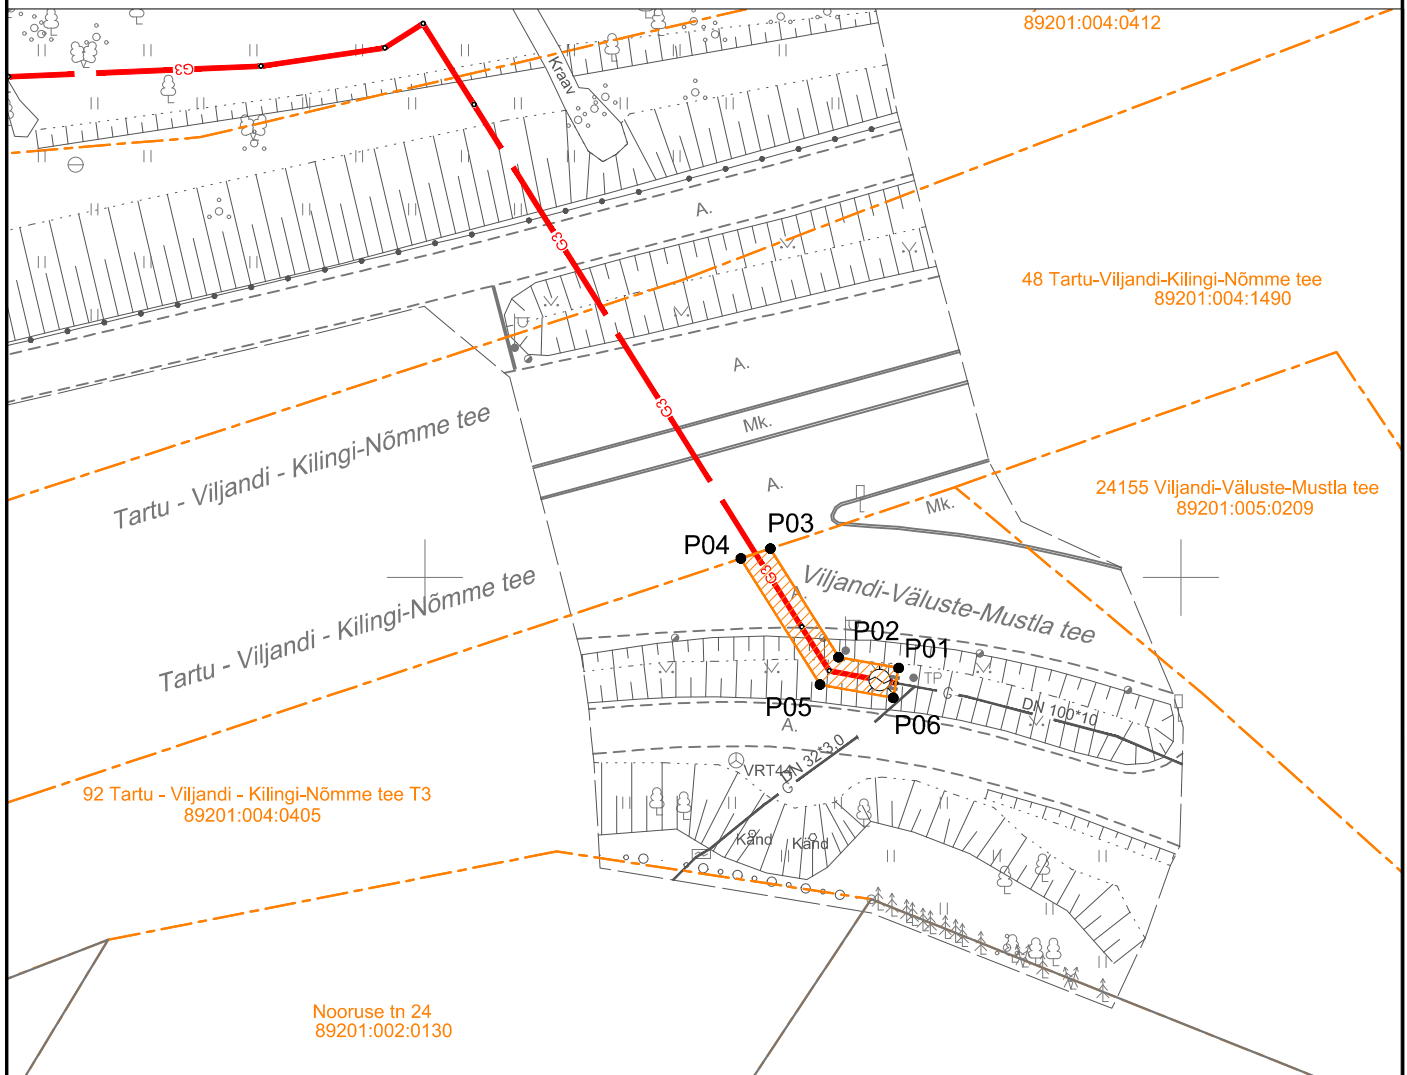 89201:004:0412
G3
Kraav
A.
G3
48 Tartu-Viljandi-Kilingi-Nõmme tee
89201:004:1490
A.
G3
Mk.
Tartu - Viljandi - Kilingi-Nõmme tee
A.
24155 Viljandi-Väluste-Mustla tee
89201:005:0209
Mk.
P03
P04
G3
Viljandi-Väluste-Mustla tee
A.
Tartu - Viljandi - Kilingi-Nõmme tee
P02
P01
TP
P05
G
P06
DN 100*10
A.
DN 32*3,0
G
92 Tartu - Viljandi - Kilingi-Nõmme tee T3
89201:004:0405
Känd
Känd
Nooruse tn 24
89201:002:0130